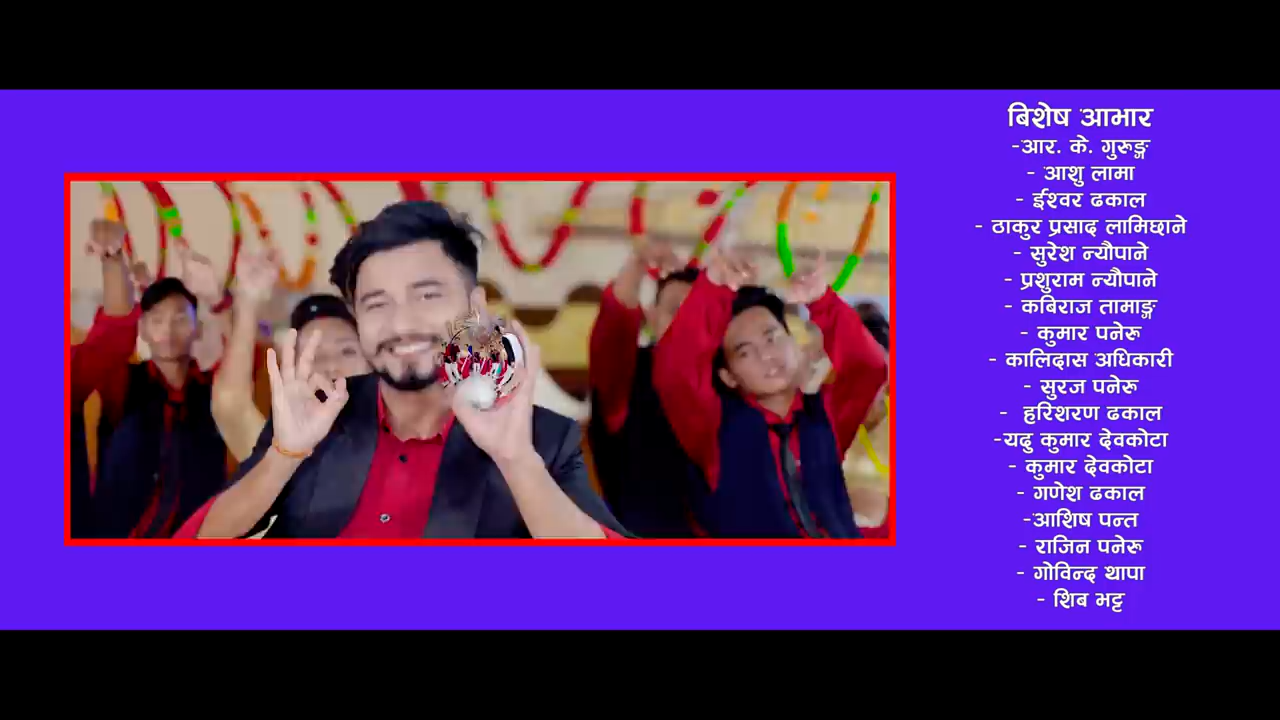 बिशेष आभार
-आर. के. गुरूङ्ग
- आशु लामा
- ईश्वर ढकाल
- ठाकुर प्रसाद लामिछाने
- सुरेश न्यौपाने
- प्रशुराम न्यौपाने
- कबिराज तामाङ्ग
- कुमार पनेरू
- कालिदास अधिकारी
- सुरज पनेरू
- हरिशरण ढकाल
-यदु कुमार देवकोटा
- कुमार देवकोटा
- गणेश ढकाल
-आशिष पन्त
- राजिन पनेरू
- गोविन्द थापा
- शिब भट्ट